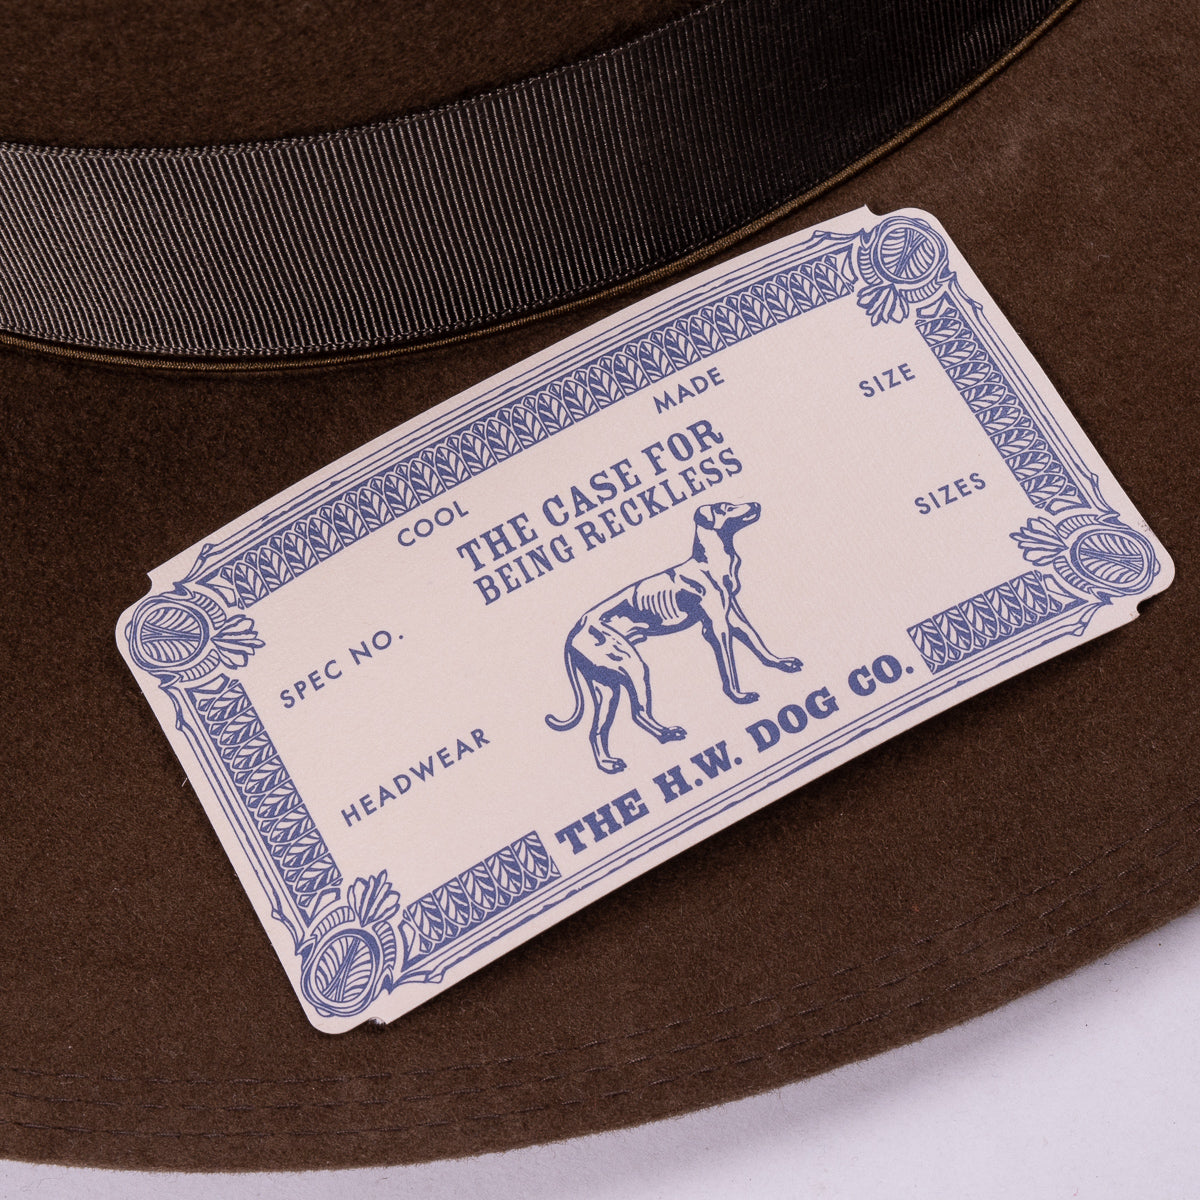 COOL
MADE
THE CASE FOR
BEING RECKLESS
SPEC NO.
SIZE
HEADWEAR
SIZES
THE H.W. DOG CO.